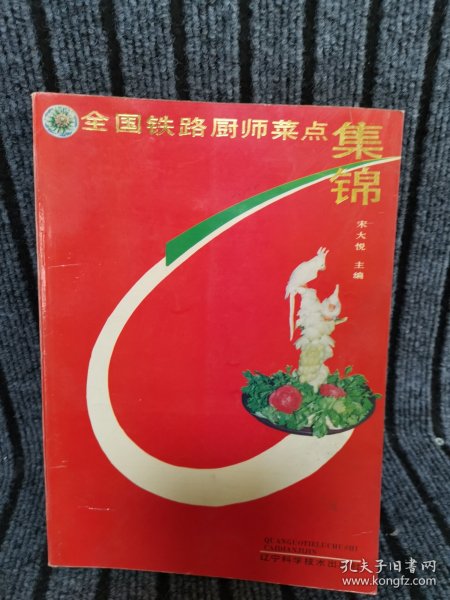 全国铁路厨师菜点
集锦
宋大悦 主编
QUANGUOTIELUCHUSHI
CAIDIANJIJIN
辽宁科学技术出
孔夫子旧书网
kongfz.com